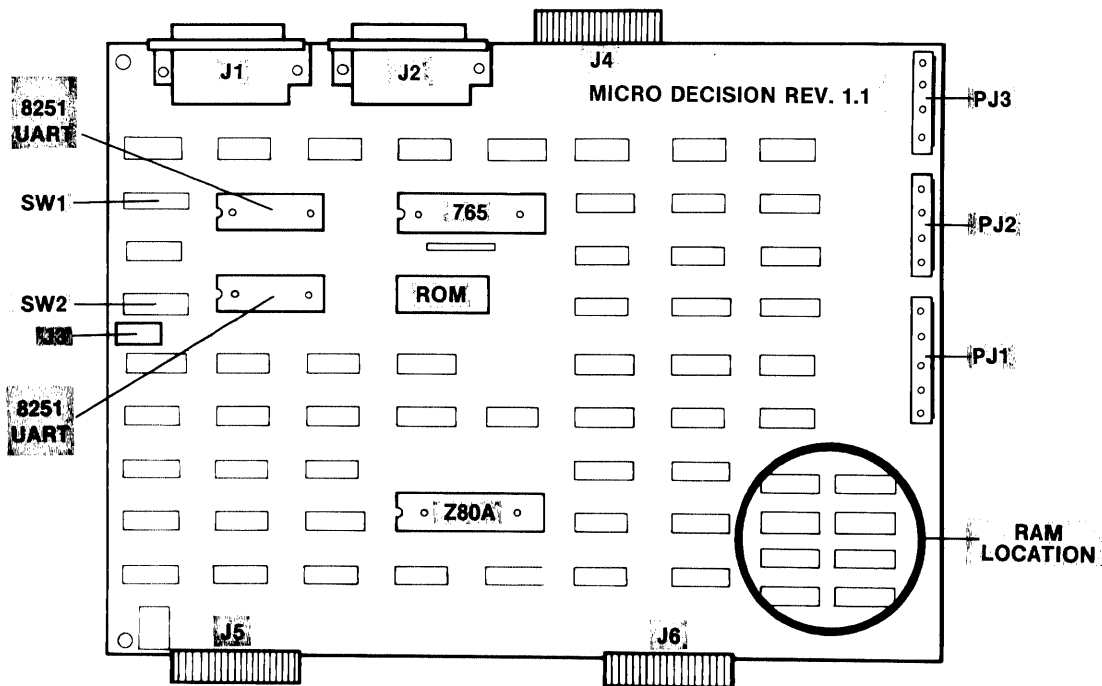 J1
J2
J4
MICRO DECISION REV. 1.1
PJ3
8251
UART
SW1
765
PJ2
SW2
ROM
PJ1
8251
UART
Z80A
RAM
LOCATION
J5
J6